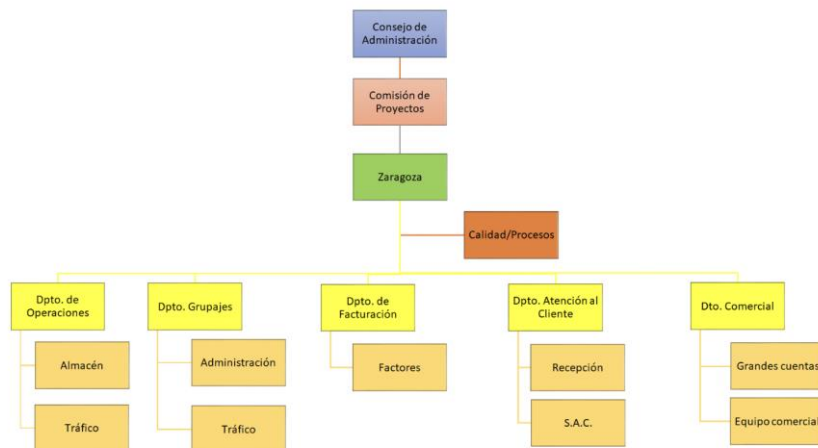 Consejo de
Administración
Comisión de
Proyectos
Zaragoza
Calidad/Procesos
Dpto. de
Operaciones
Dpto. Grupajes
Dpto. de
Facturación
Dpto. Atención al
Cliente
Dto. Comercial
Almacén
Administración
Factores
Recepción
Grandes cuentas
Tráfico
Tráfico
S.A.C.
Equipo comercial